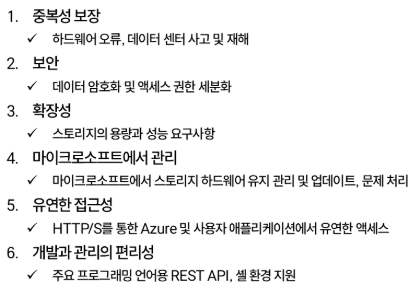 1. 중복성 보장
✓ 하드웨어 오류, 데이터 센터 사고 및 재해
2. 보안
✓ 데이터 암호화 및 액세스 권한 세분화
3. 확장성
✓ 스토리지의 용량과 성능 요구사항
4. 마이크로소프트에서 관리
✓ 마이크로소프트에서 스토리지 하드웨어 유지 관리 및 업데이트, 문제 처리
5. 유연한 접근성
✓ HTTP/S를 통한 Azure 및 사용자 애플리케이션에서 유연한 액세스
6. 개발과 관리의 편리성
✓ 주요 프로그래밍 언어용 REST API, 셸 환경 지원